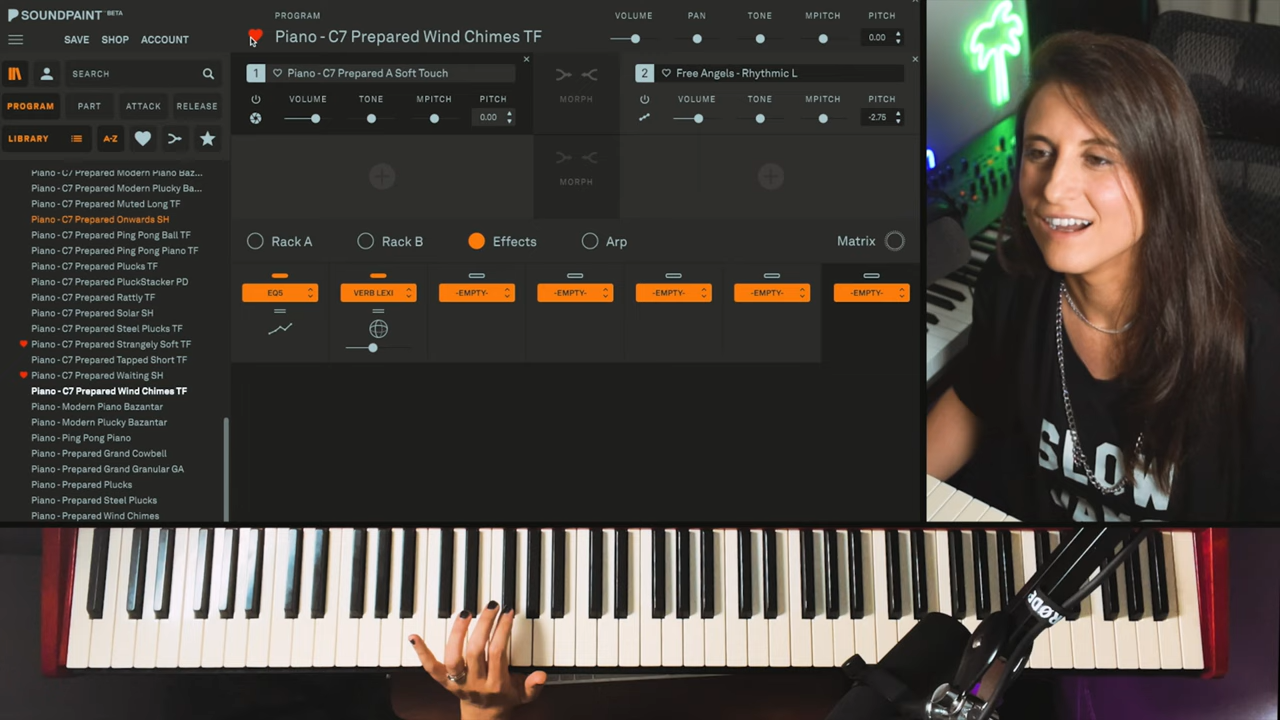 SOUNDPAINT BETA
SAVE SHOP ACCOUNT
SEARCH
PROGRAM PART ATTACK RELEASE
LIBRARY A-Z
Piano - C7 Prepared Modern Piano Baz...
Piano - C7 Prepared Modern Plucky Ba...
Piano - C7 Prepared Muted Long TF
Piano - C7 Prepared Onwards SH
Piano - C7 Prepared Ping Pong Ball TF
Piano - C7 Prepared Ping Pong Piano TF
Piano - C7 Prepared Plucks TF
Piano - C7 Prepared PluckStacker PD
Piano - C7 Prepared Rattly TF
Piano - C7 Prepared Solar SH
Piano - C7 Prepared Steel Plucks TF
Piano - C7 Prepared Strangely Soft TF
Piano - C7 Prepared Tapped Short TF
Piano - C7 Prepared Waiting SH
Piano - C7 Prepared Wind Chimes TF
Piano - Modern Piano Bazantar
Piano - Modern Plucky Bazantar
Piano - Ping Pong Piano
Piano - Prepared Grand Cowbell
Piano - Prepared Grand Granular GA
Piano - Prepared Plucks
Piano - Prepared Steel Plucks
Piano - Prepared Wind Chimes
PROGRAM
Piano - C7 Prepared Wind Chimes TF
VOLUME PAN TONE MPITCH PITCH
0.00
1 Piano - C7 Prepared A Soft Touch
VOLUME TONE MPITCH PITCH
0.00
MORPH
MORPH
2 Free Angels - Rhythmic L
VOLUME TONE MPITCH PITCH
-2.75
Rack A Rack B Effects Arp Matrix
EQ5 VERB LEXI -EMPTY- -EMPTY- -EMPTY- -EMPTY- -EMPTY-
SLOW
RØDE